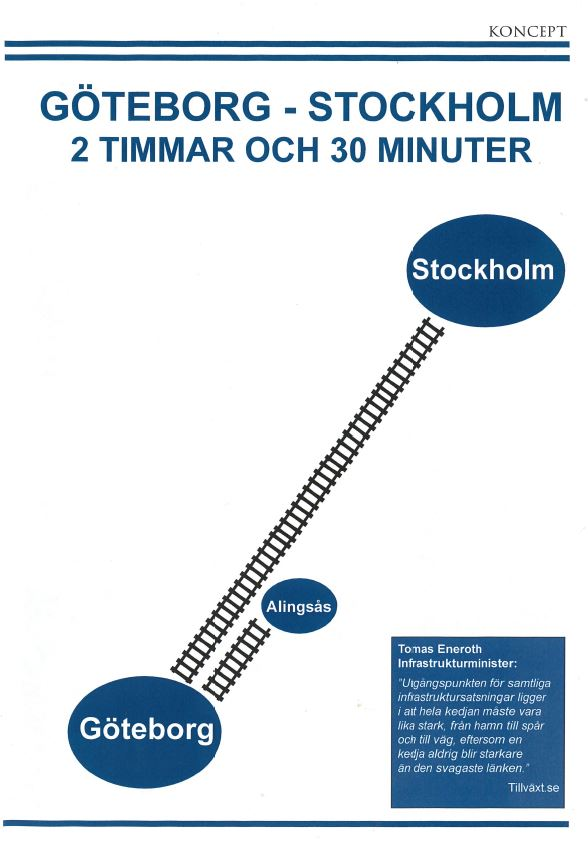 KONCEPT
GÖTEBORG - STOCKHOLM
2 TIMMAR OCH 30 MINUTER
Stockholm
Alingsås
Göteborg
Tomas Eneroth
Infrastrukturminister:
"Utgångspunkten för samtliga
infrastruktursatsningar ligger
i att hela kedjan måste vara
lika stark, från hamn till spår
och till väg, eftersom en
kedja aldrig blir starkare
än den svagaste länken."
Tillväxt.se